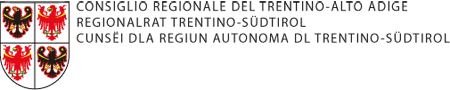 CONSIGLIO REGIONALE DEL TRENTINO-ALTO ADIGE
REGIONALRAT TRENTINO-SÜDTIROL
CUNSËI DLA REGIUN AUTONOMA DL TRENTINO-SÜDTIROL